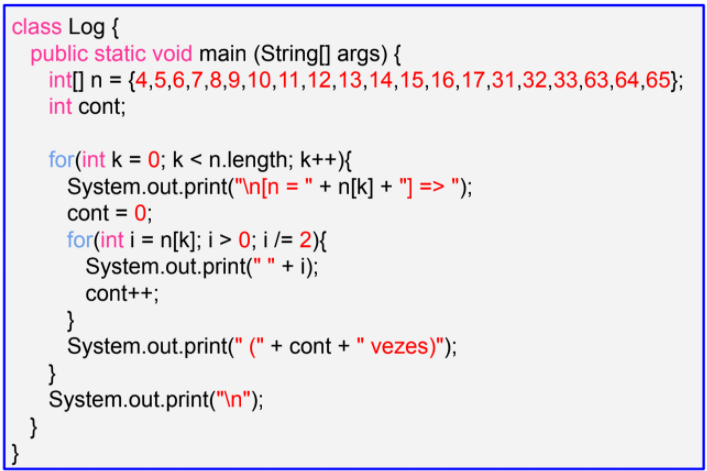 class Log {
public static void main (String[] args) {
int[] n = {4,5,6,7,8,9,10,11,12,13,14,15,16,17,31,32,33,63,64,65};
int cont;
for(int k = 0; k < n.length; k++){
System.out.print("\n[n = " + n[k] + "] => ");
cont = 0;
for(int i = n[k]; i > 0; i /= 2){
System.out.print(" " + i);
cont++;
}
System.out.print(" (" + cont + " vezes)");
}
System.out.print("\n");
}
}